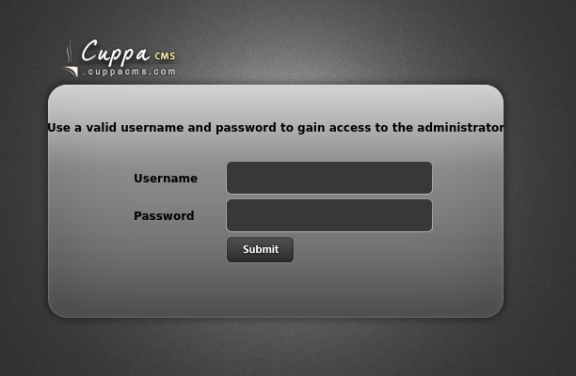 Cuppa CMS
.cuppacms.com
Use a valid username and password to gain access to the administrator
Username
Password
Submit